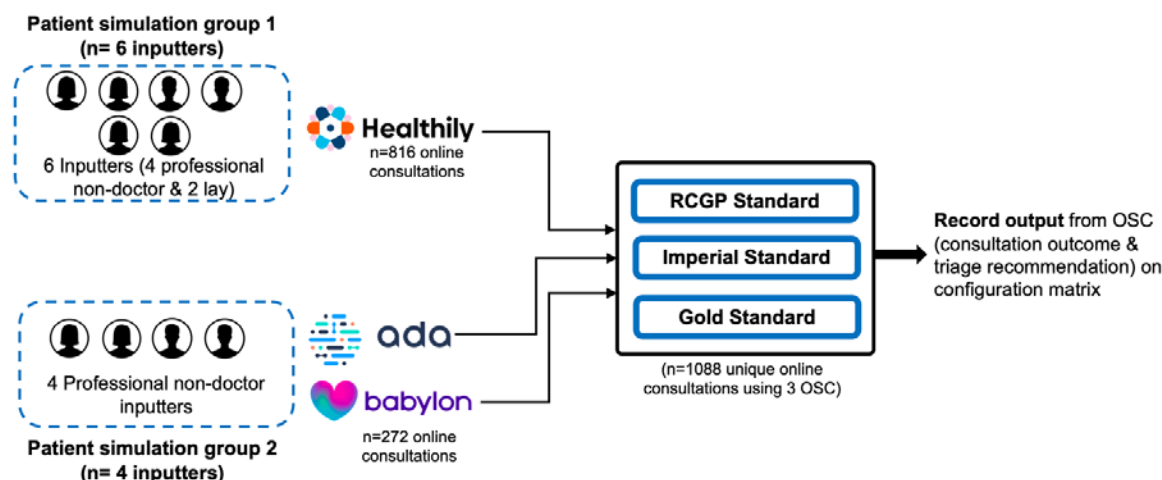 Patient simulation group 1
(n= 6 inputters)
6 Inputters (4 professional
non-doctor & 2 lay)
Healthily
n=816 online
consultations
RCGP Standard
Imperial Standard
Gold Standard
(n=1088 unique online
consultations using 3 OSC)
Record output from OSC
(consultation outcome &
triage recommendation) on
configuration matrix
4 Professional non-doctor
inputters
Patient simulation group 2
(n= 4 inputters)
ada
babylon
n=272 online
consultations